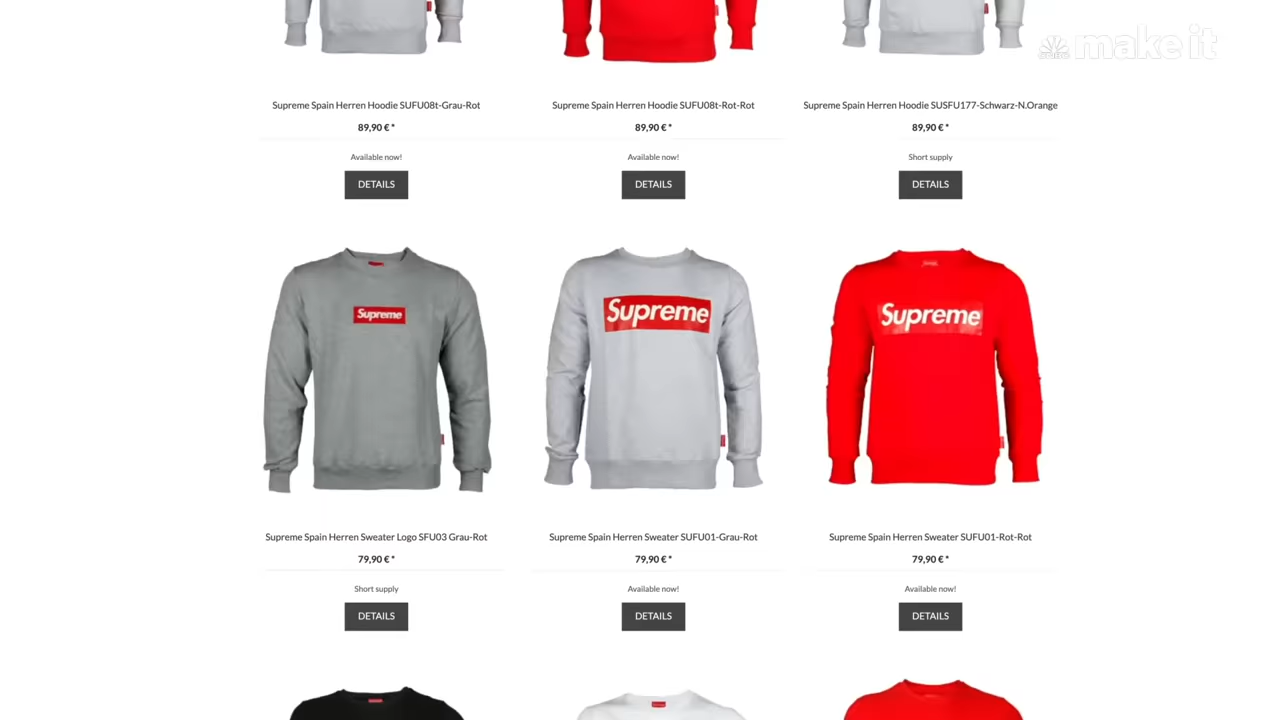 make it
Supreme Spain Herren Hoodie SUFU08t-Grau-Rot
Supreme Spain Herren Hoodie SUFU08t-Rot-Rot
Supreme Spain Herren Hoodie SUSFU177-Schwarz-N.Orange
89,90 € *
89,90 € *
89,90 € *
Available now!
Available now!
Short supply
DETAILS
DETAILS
DETAILS
Supreme
Supreme
Supreme
Supreme Spain Herren Sweater Logo SFU03 Grau-Rot
Supreme Spain Herren Sweater SUFU01-Grau-Rot
Supreme Spain Herren Sweater SUFU01-Rot-Rot
79,90 € *
79,90 € *
79,90 € *
Short supply
Available now!
Available now!
DETAILS
DETAILS
DETAILS